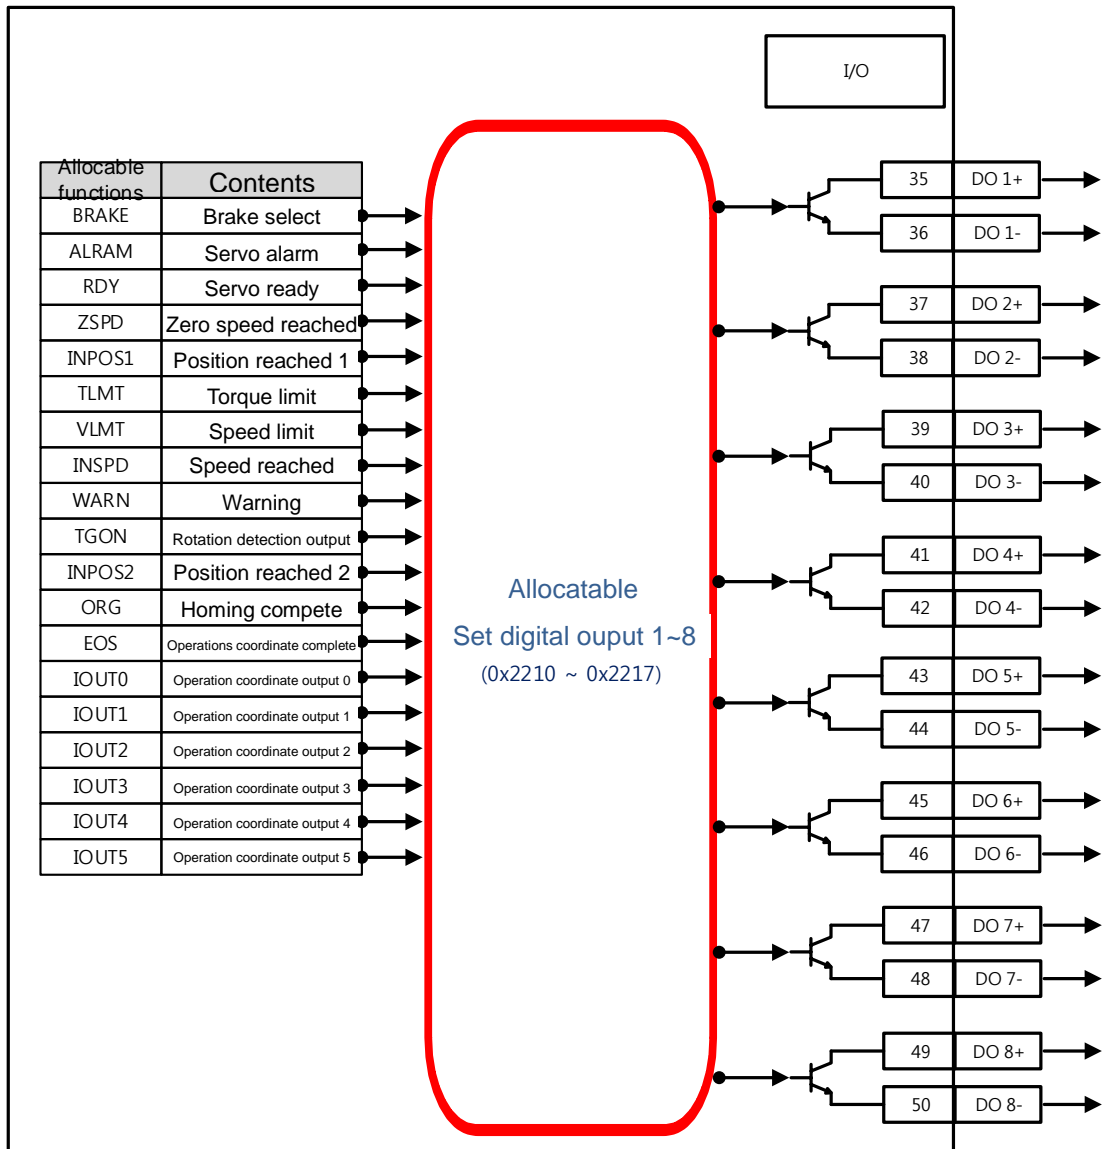 I/O
Allocable functions Contents
BRAKE Brake select
ALRAM Servo alarm
RDY Servo ready
ZSPD Zero speed reached
INPOS1 Position reached 1
TLMT Torque limit
VLMT Speed limit
INSPD Speed reached
WARN Warning
TGON Rotation detection output
INPOS2 Position reached 2
ORG Homing compete
EOS Operations coordinate complete
IOUT0 Operation coordinate output 0
IOUT1 Operation coordinate output 1
IOUT2 Operation coordinate output 2
IOUT3 Operation coordinate output 3
IOUT4 Operation coordinate output 4
IOUT5 Operation coordinate output 5
Allocatable
Set digital ouput 1~8
(0x2210 ~ 0x2217)
35 DO 1+
36 DO 1-
37 DO 2+
38 DO 2-
39 DO 3+
40 DO 3-
41 DO 4+
42 DO 4-
43 DO 5+
44 DO 5-
45 DO 6+
46 DO 6-
47 DO 7+
48 DO 7-
49 DO 8+
50 DO 8-